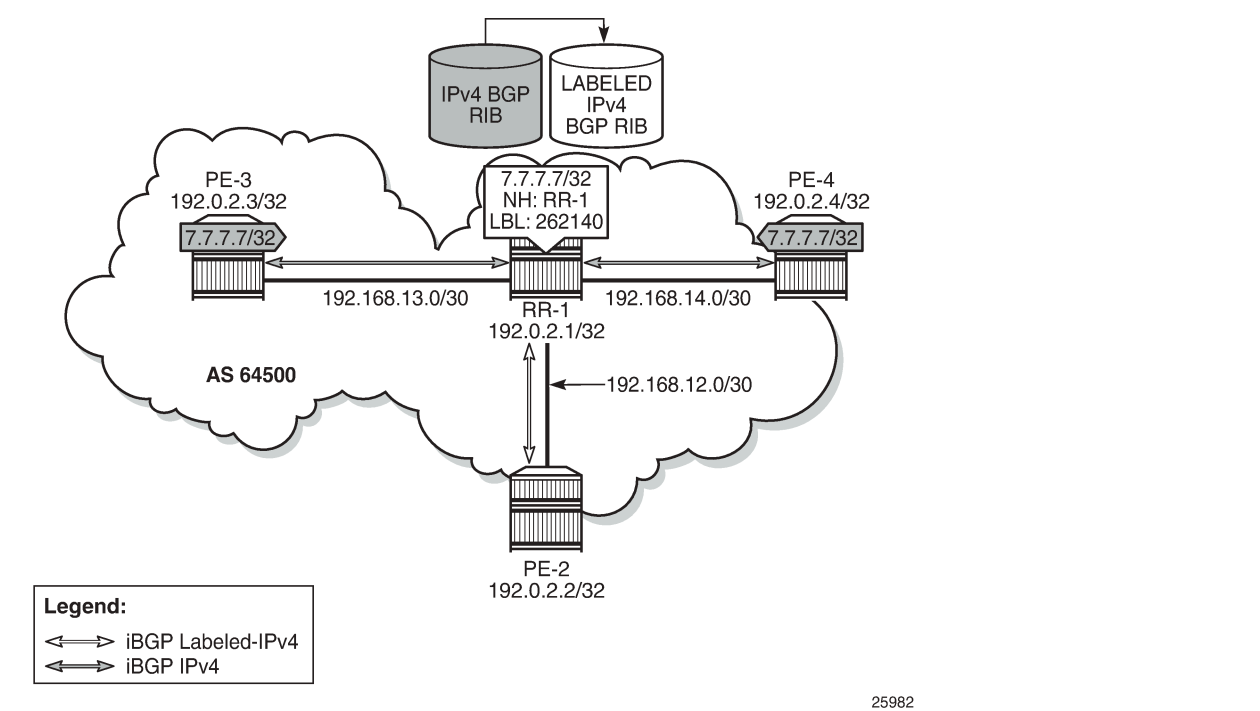 IPv4 BGP
RIB
LABELED
IPv4
BGP RIB
PE-3
192.0.2.3/32
7.7.7.7/32
7.7.7.7/32
NH: RR-1
LBL: 262140
PE-4
192.0.2.4/32
7.7.7.7/32
192.168.13.0/30
192.168.14.0/30
RR-1
192.0.2.1/32
AS 64500
192.168.12.0/30
PE-2
192.0.2.2/32
Legend:
iBGP Labeled-IPv4
iBGP IPv4
25982